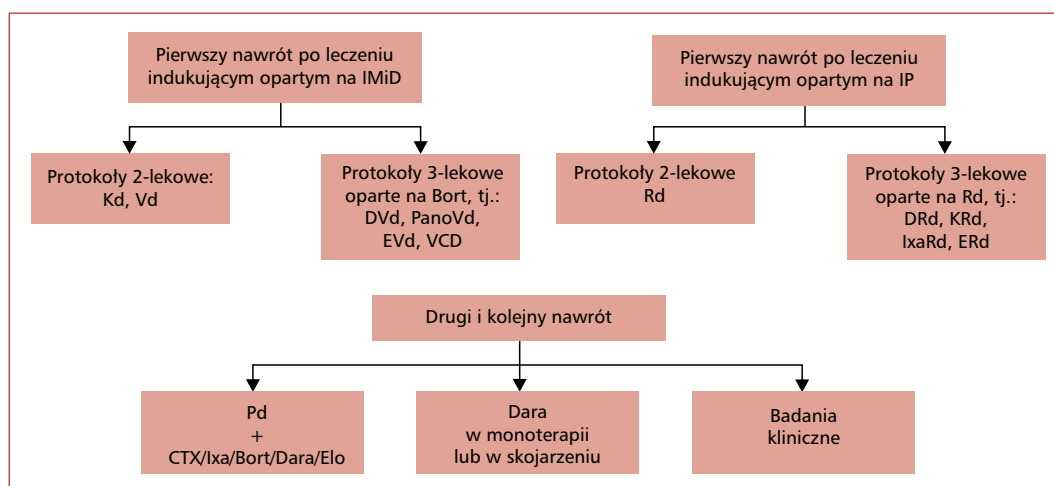 Pierwszy nawrót po leczeniu
indukującym opartym na IMiD
Pierwszy nawrót po leczeniu
indukującym opartym na IP
Protokoły 2-lekowe:
Kd, Vd
Protokoły 3-lekowe
oparte na Bort, tj.:
DVd, PanoVd,
EVd, VCD
Protokoły 2-lekowe
Rd
Protokoły 3-lekowe
oparte na Rd, tj.:
DRd, KRd,
IxaRd, ERd
Drugi i kolejny nawrót
Pd
+
CTX/Ixa/Bort/Dara/Elo
Dara
w monoterapii
lub w skojarzeniu
Badania
kliniczne